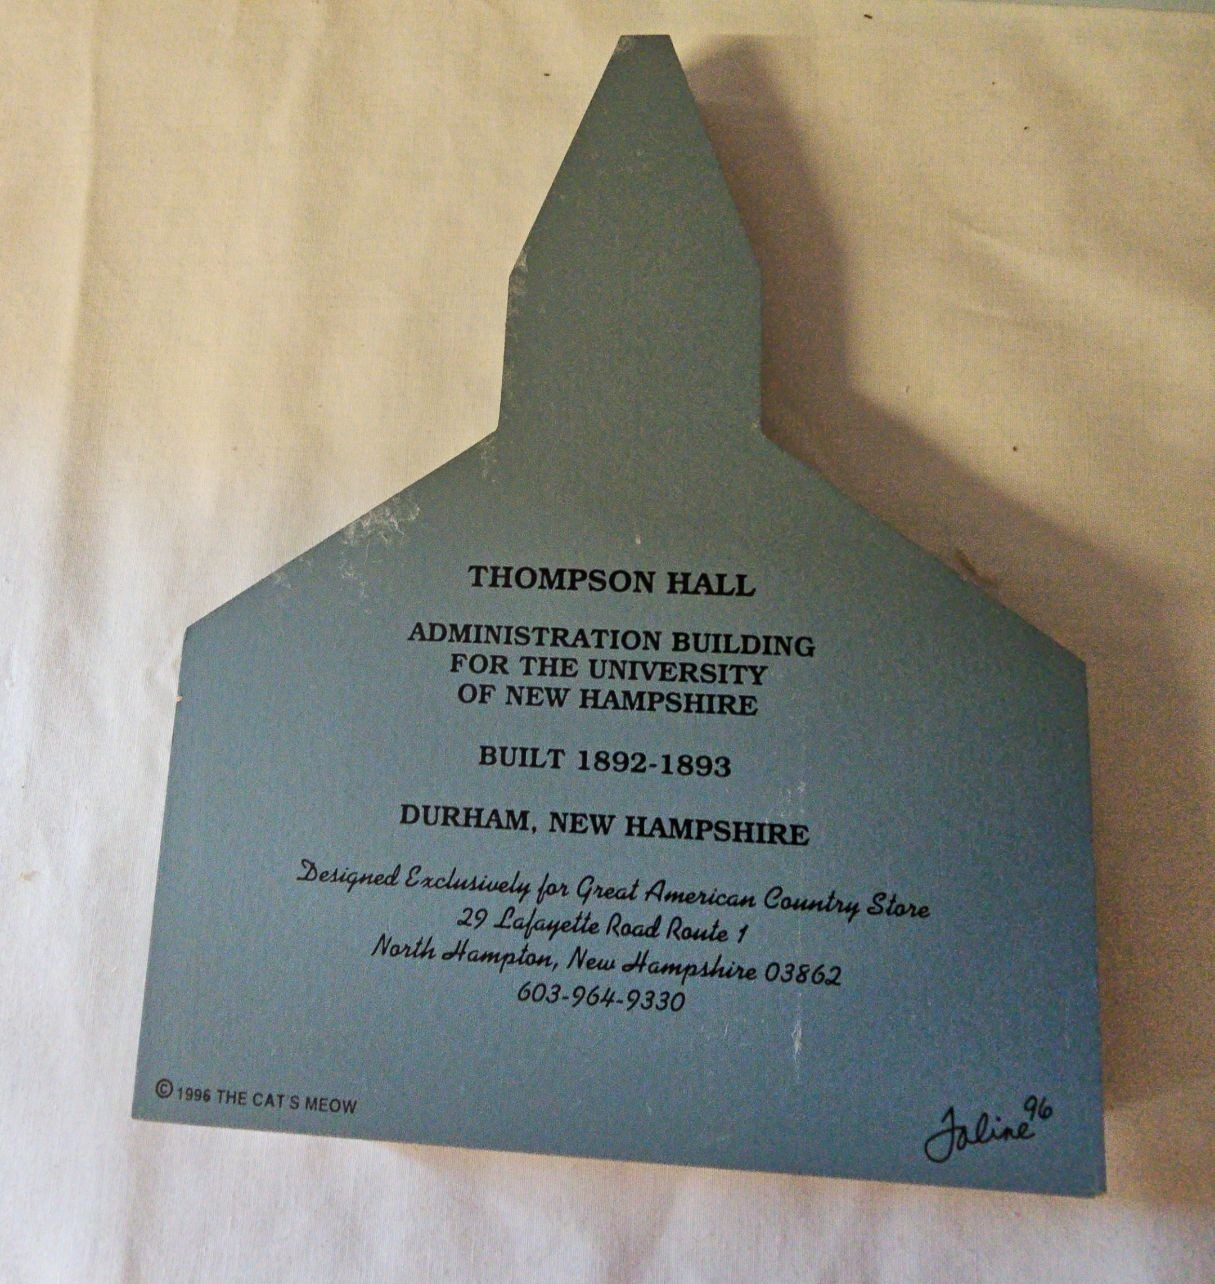 THOMPSON HALL
ADMINISTRATION BUILDING
FOR THE UNIVERSITY
OF NEW HAMPSHIRE
BUILT 1892-1893
DURHAM, NEW HAMPSHIRE
Designed Exclusively for Great American Country Store
29 Lafayette Road Route 1
North Hampton, New Hampshire 03862
603-964-9330
© 1996 THE CAT'S MEOW
Faline 96